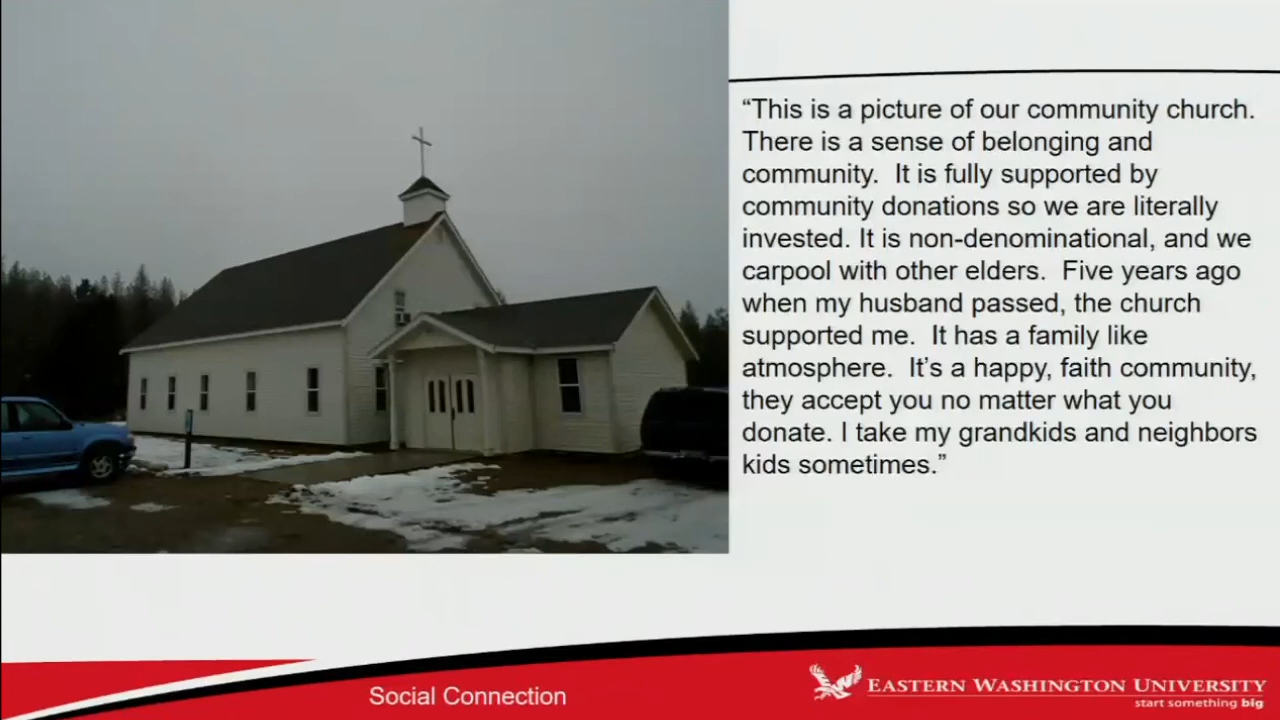 “This is a picture of our community church.
There is a sense of belonging and
community.  It is fully supported by
community donations so we are literally
invested. It is non-denominational, and we
carpool with other elders.  Five years ago
when my husband passed, the church
supported me.  It has a family like
atmosphere.  It’s a happy, faith community,
they accept you no matter what you
donate. I take my grandkids and neighbors
kids sometimes.”
Social Connection
EASTERN WASHINGTON UNIVERSITY
start something big